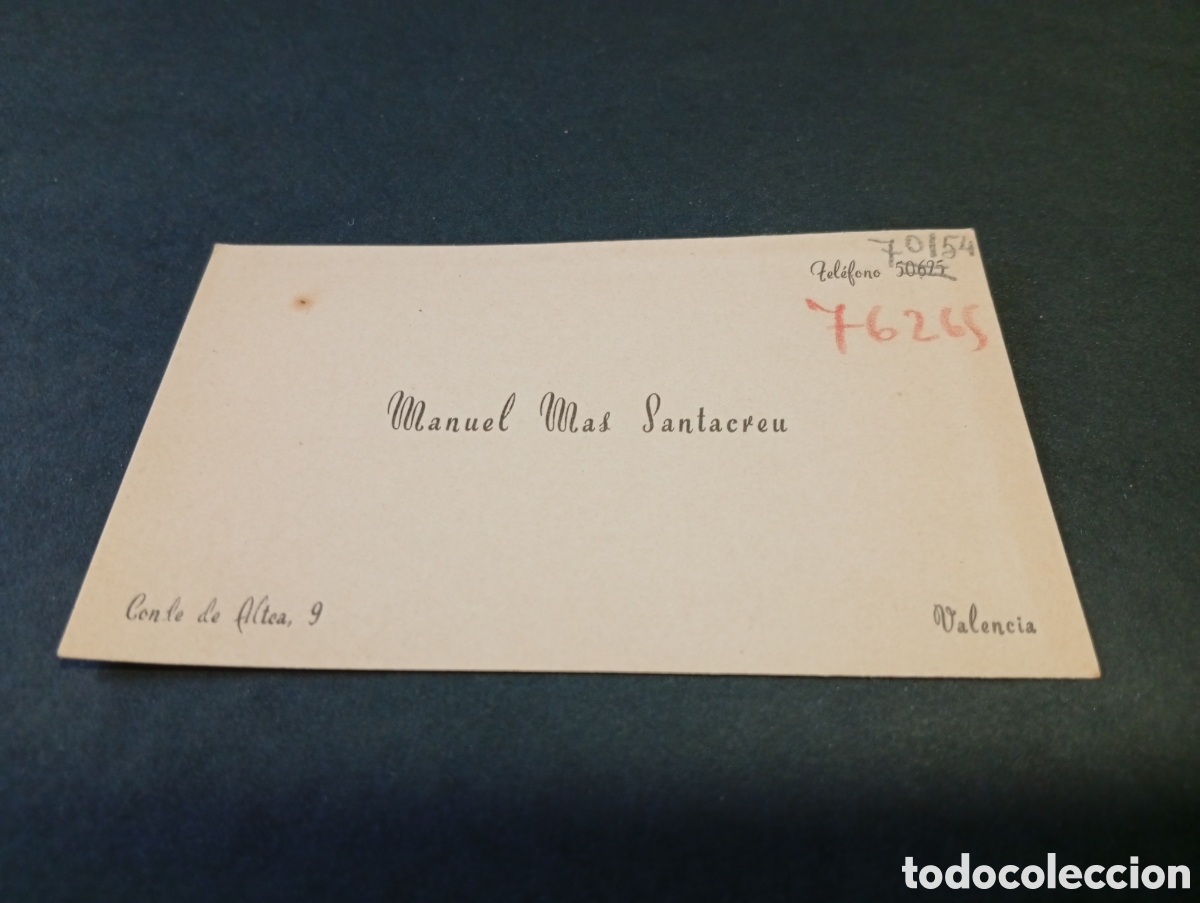 70154
Teléfono 50625
76265
Manuel Mas Santacreu
Conde de Altea, 9
Valencia
todocoleccion